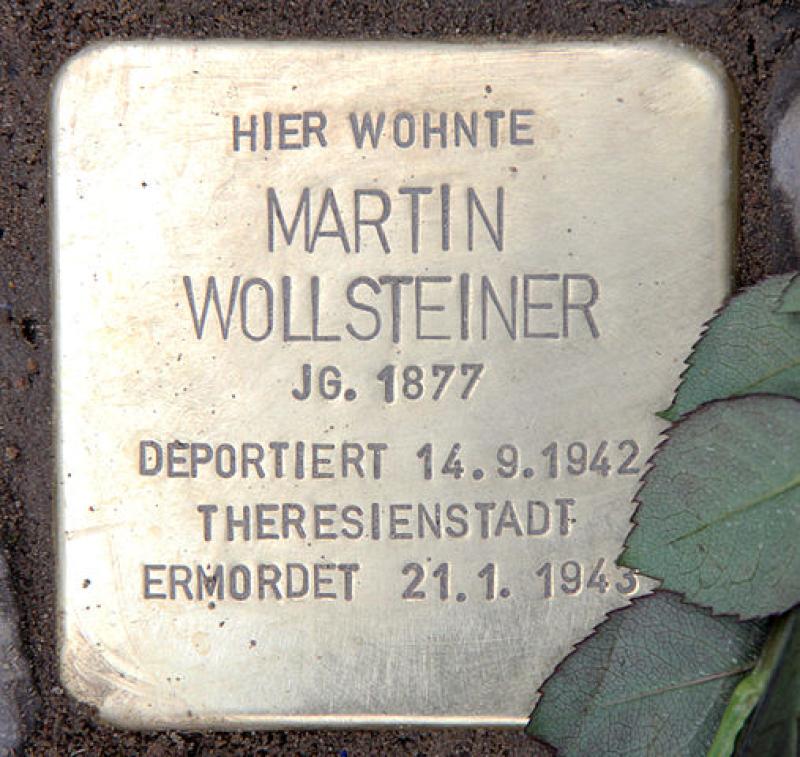 HIER WOHNTE
MARTIN
WOLLSTEINER
JG. 1877
DEPORTIERT 14.9.1942
THERESIENSTADT
ERMORDET 21.1.1943